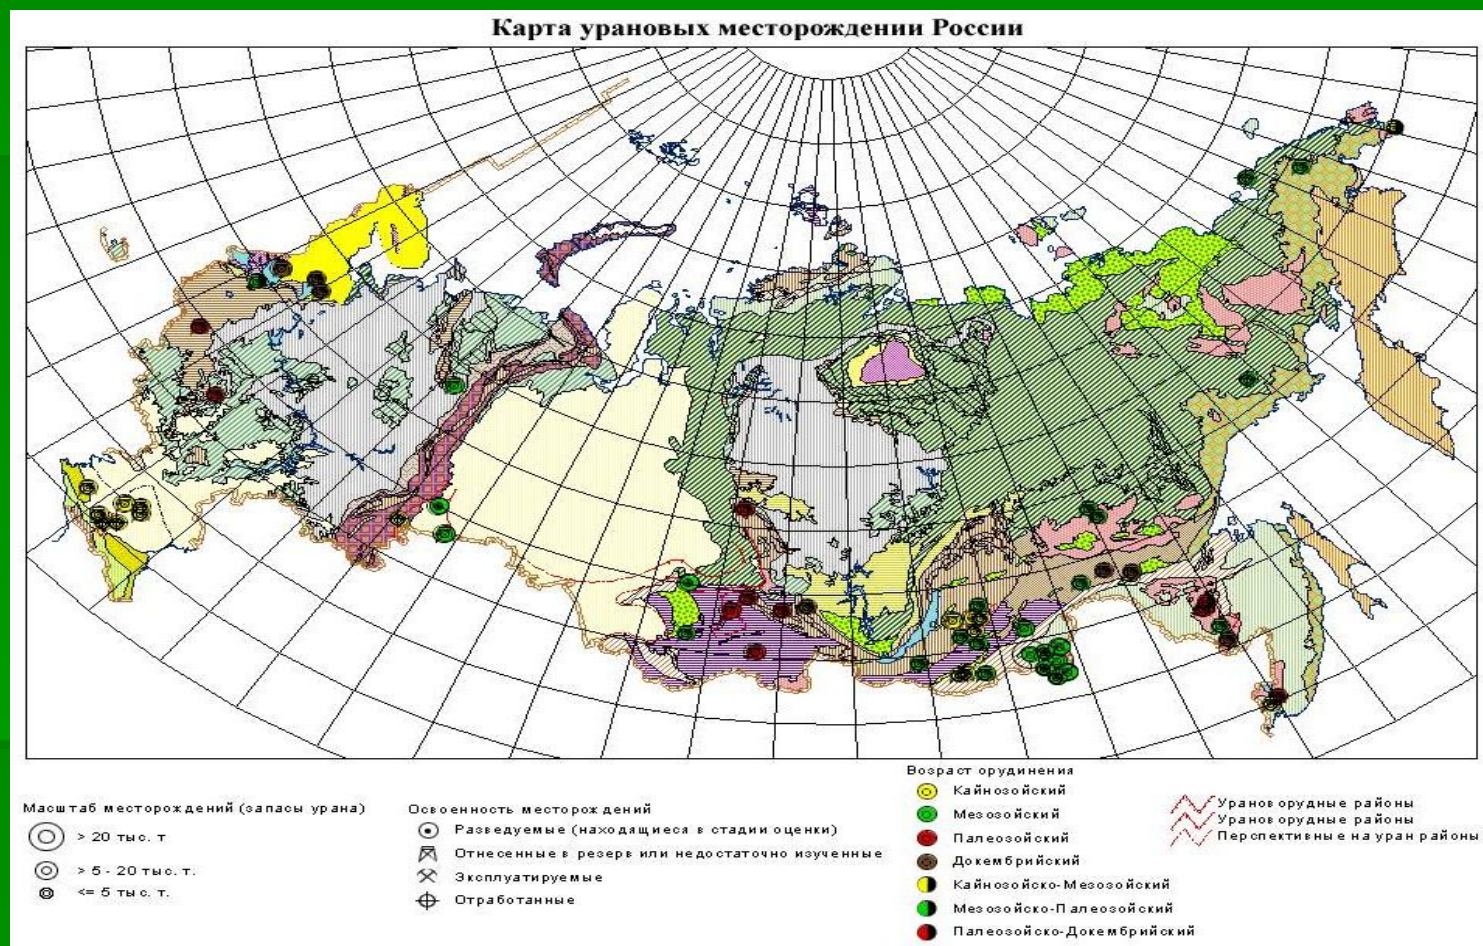 Карта урановых месторождении России
Масштаб месторождений (запасы урана)
> 20 тыс. т
> 5 - 20 тыс. т.
<= 5 тыс. т.
Освоенность месторождений
Разведуемые (находящиеся в стадии оценки)
Отнесенные в резерв или недостаточно изученные
Эксплуатируемые
Отработанные
Возраст орудинения
Кайнозойский
Мезозойский
Палеозойский
Докембрийский
Кайнозойско-Мезозойский
Мезозойско-Палеозойский
Палеозойско-Докембрийский
Урановорудные районы
Урановорудные районы
Перспективные на уран районы